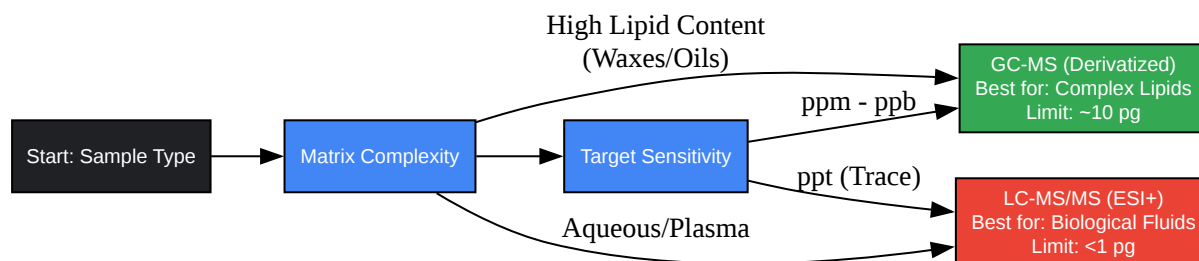 High Lipid Content
(Waxes/Oils)
GC-MS (Derivatized)
Best for: Complex Lipids
Limit: ~10 pg
ppm - ppb
Start: Sample Type
Matrix Complexity
Target Sensitivity
ppt (Trace)
LC-MS/MS (ESI+)
Best for: Biological Fluids
Limit: <1 pg
Aqueous/Plasma